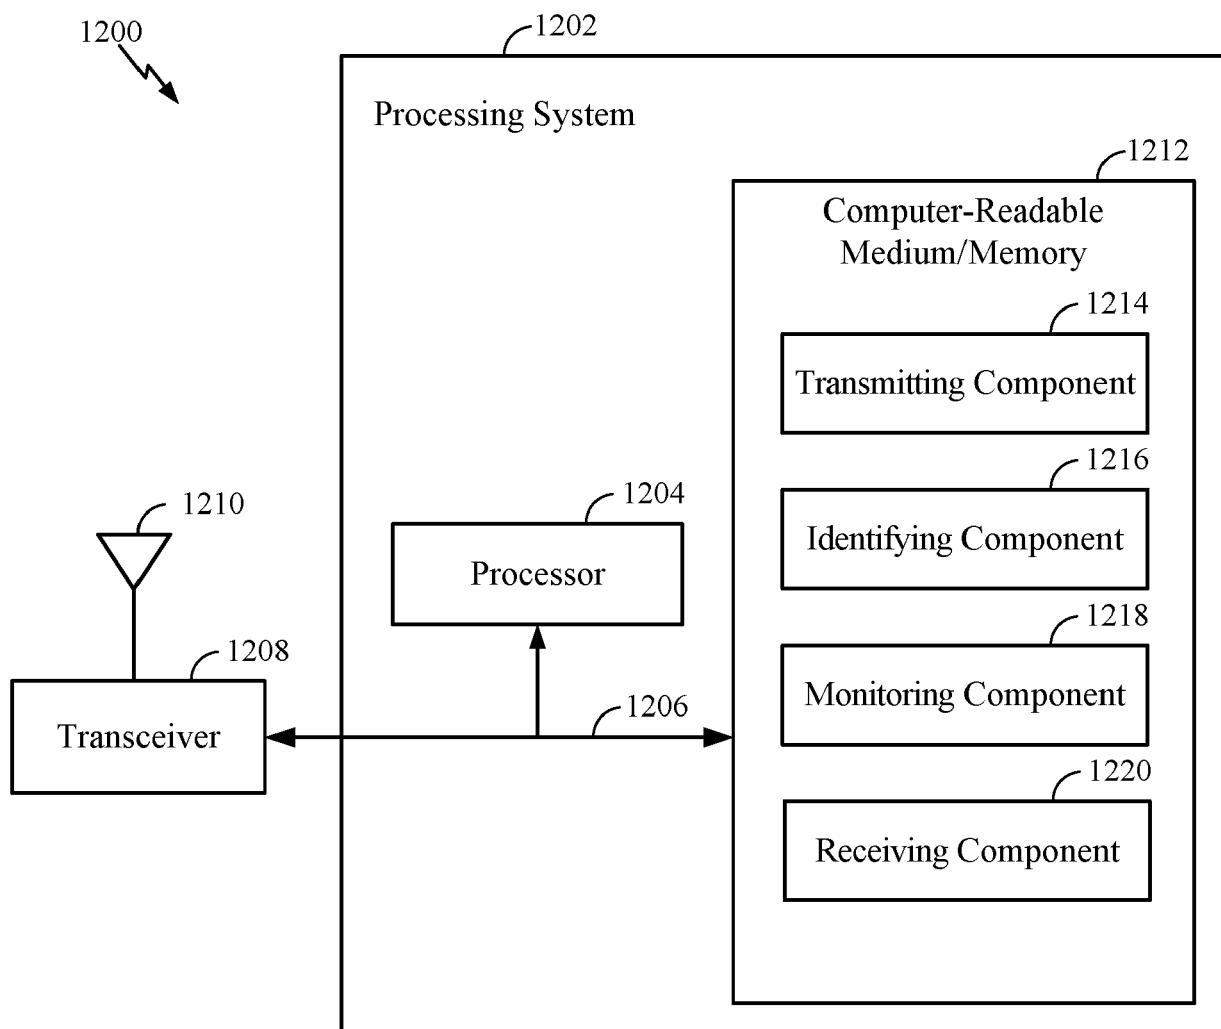 1200
1202
Processing System
1212
Computer-Readable
Medium/Memory
1214
Transmitting Component
1216
Identifying Component
1210
1204
Processor
1218
Monitoring Component
1208
Transceiver
1206
1220
Receiving Component